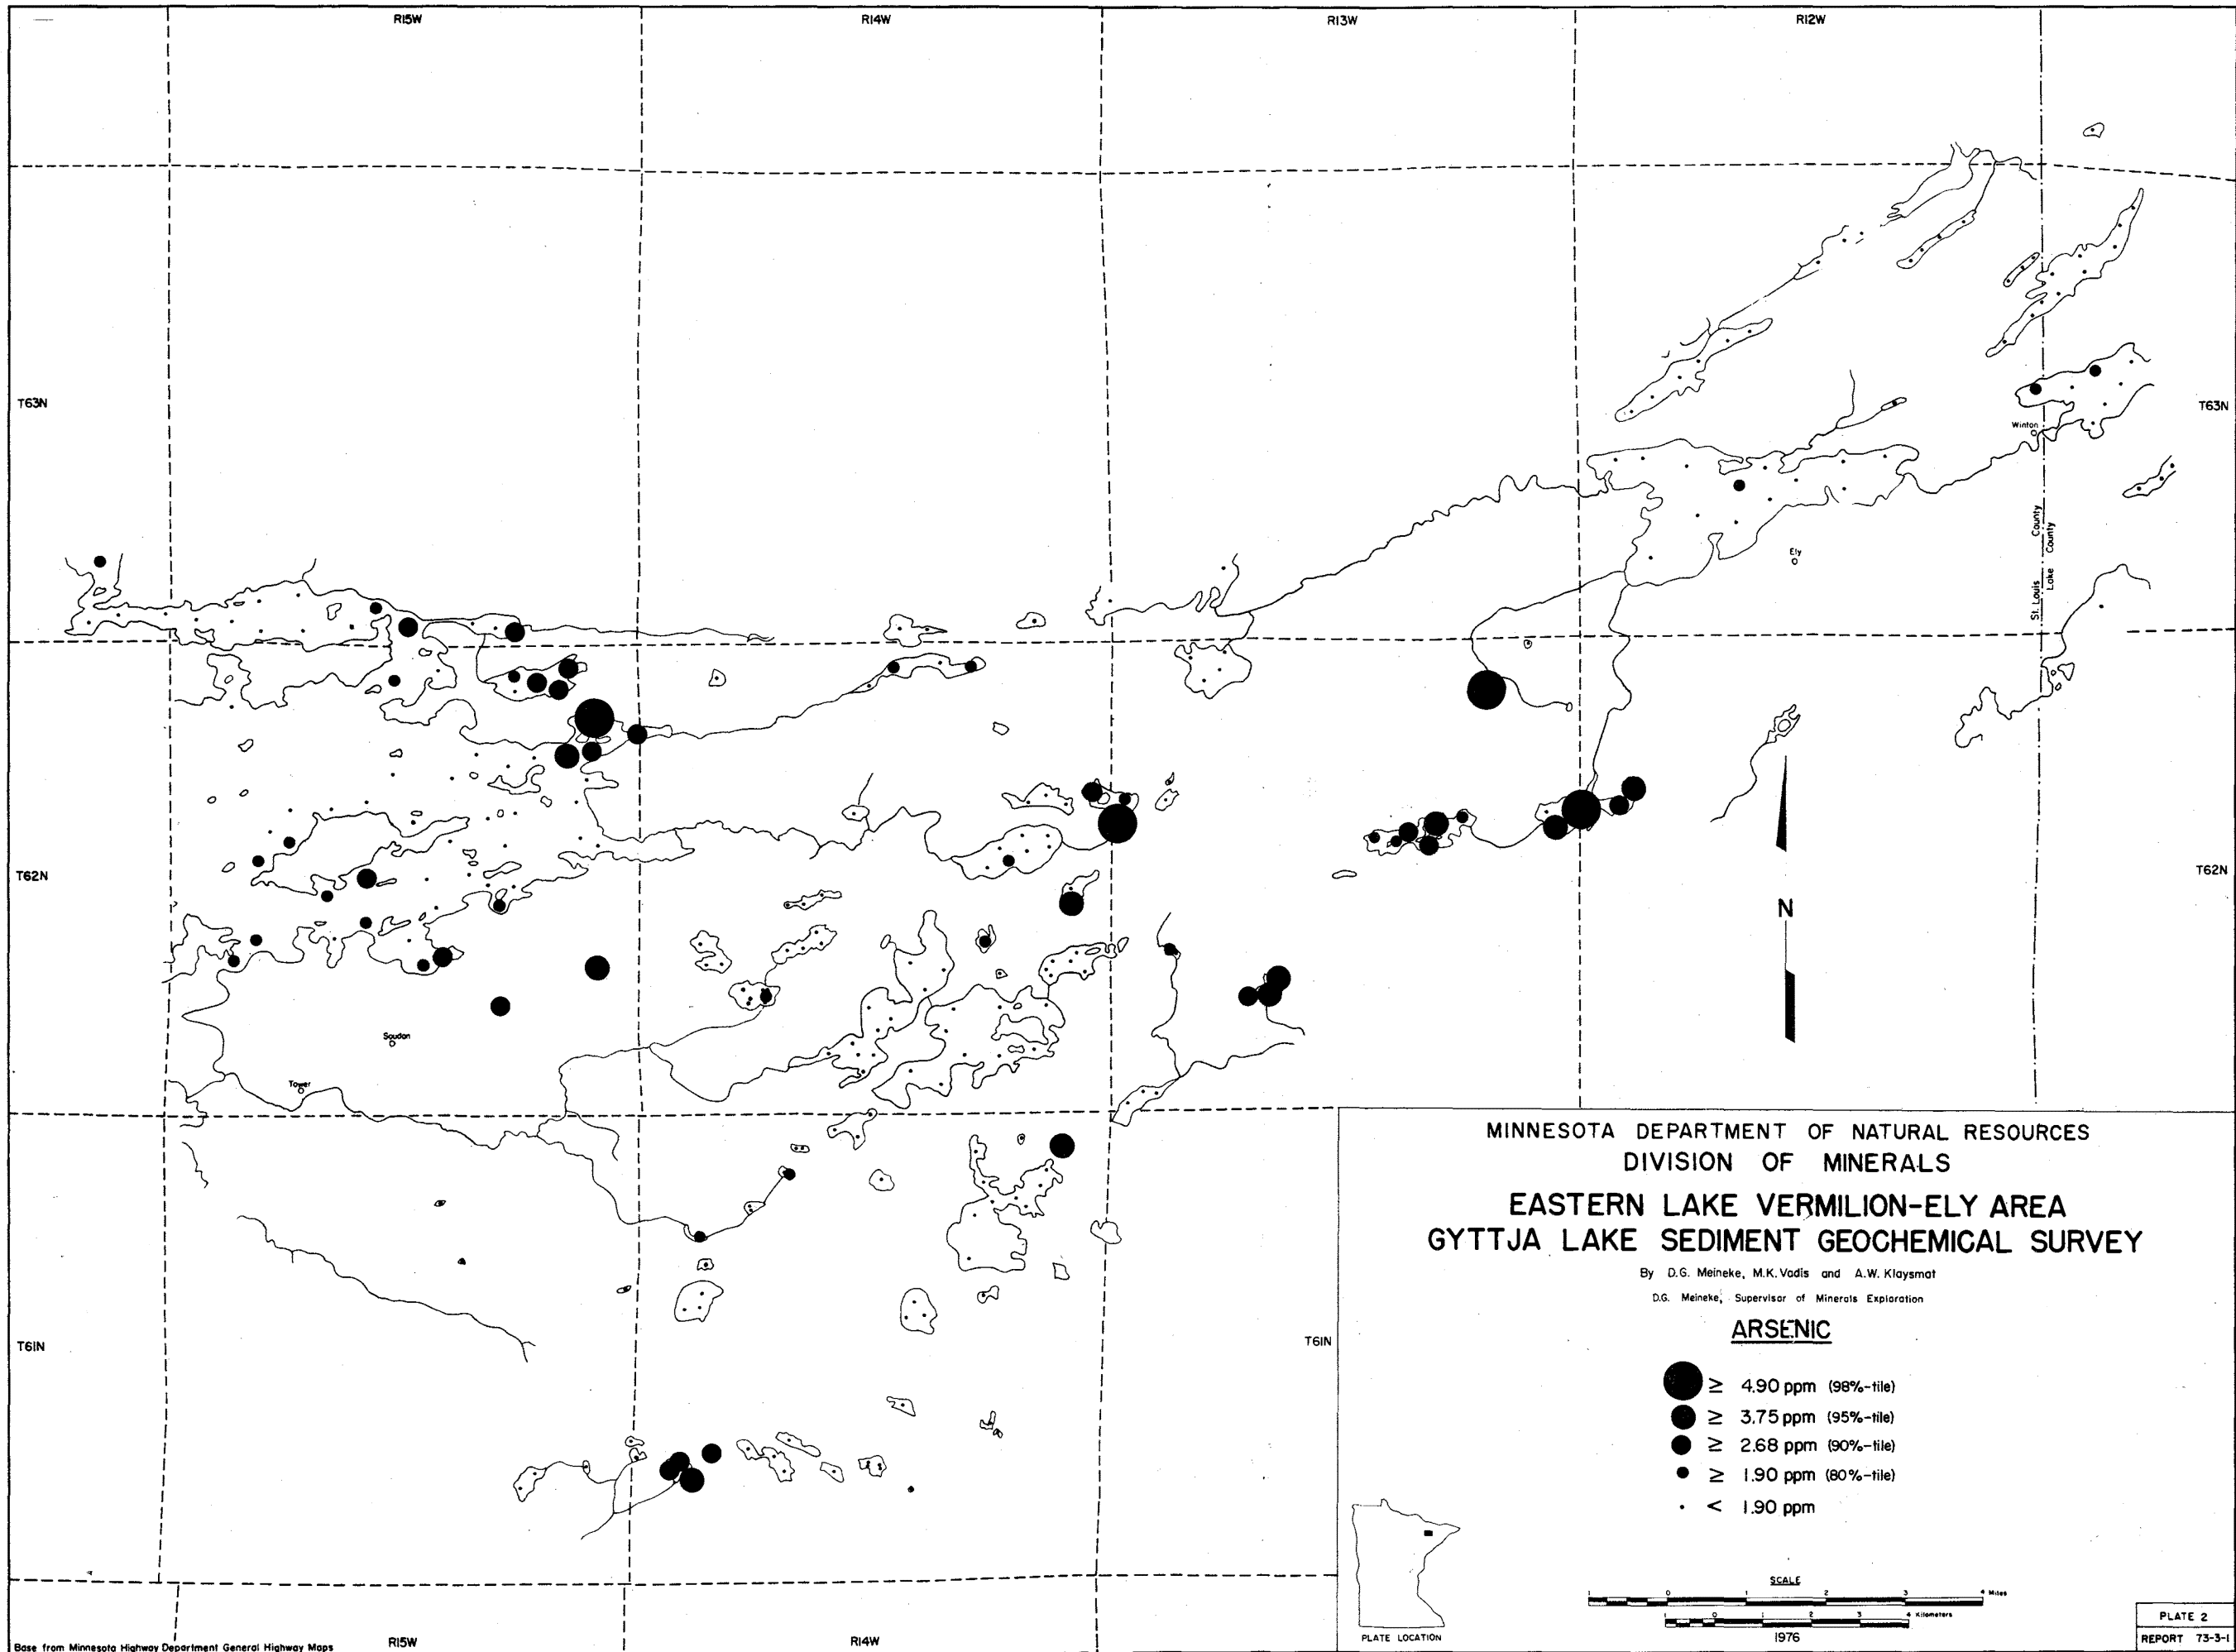 R15W
R14W
R13W
R12W
T63N
T63N
Winton
St. Louis County
Lake County
Ely
T62N
T62N
N
Soudan
Tower
T61N
T61N
MINNESOTA DEPARTMENT OF NATURAL RESOURCES
DIVISION OF MINERALS
EASTERN LAKE VERMILION-ELY AREA
GYTTJA LAKE SEDIMENT GEOCHEMICAL SURVEY
By D.G. Meineke, M.K. Vadis and A.W. Klaysmat
D.G. Meineke, Supervisor of Minerals Exploration
ARSENIC
≥ 4.90 ppm (98%-tile)
≥ 3.75 ppm (95%-tile)
≥ 2.68 ppm (90%-tile)
≥ 1.90 ppm (80%-tile)
< 1.90 ppm
SCALE
1 0 1 2 3 4 Miles
1 0 1 2 3 4 Kilometers
1976
PLATE LOCATION
PLATE 2
REPORT 73-3-1
Base from Minnesota Highway Department General Highway Maps
R15W
R14W